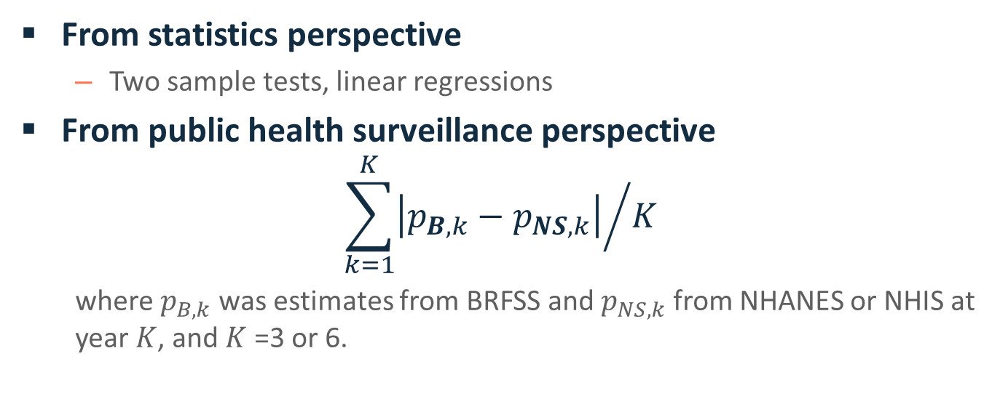 ▪ From statistics perspective
– Two sample tests, linear regressions
▪ From public health surveillance perspective
$\sum_{k=1}^{K} \left| p_{\boldsymbol{B},k} - p_{\boldsymbol{NS},k} \right| / K$
where $p_{B,k}$ was estimates from BRFSS and $p_{NS,k}$ from NHANES or NHIS at
year $K$, and $K$ =3 or 6.